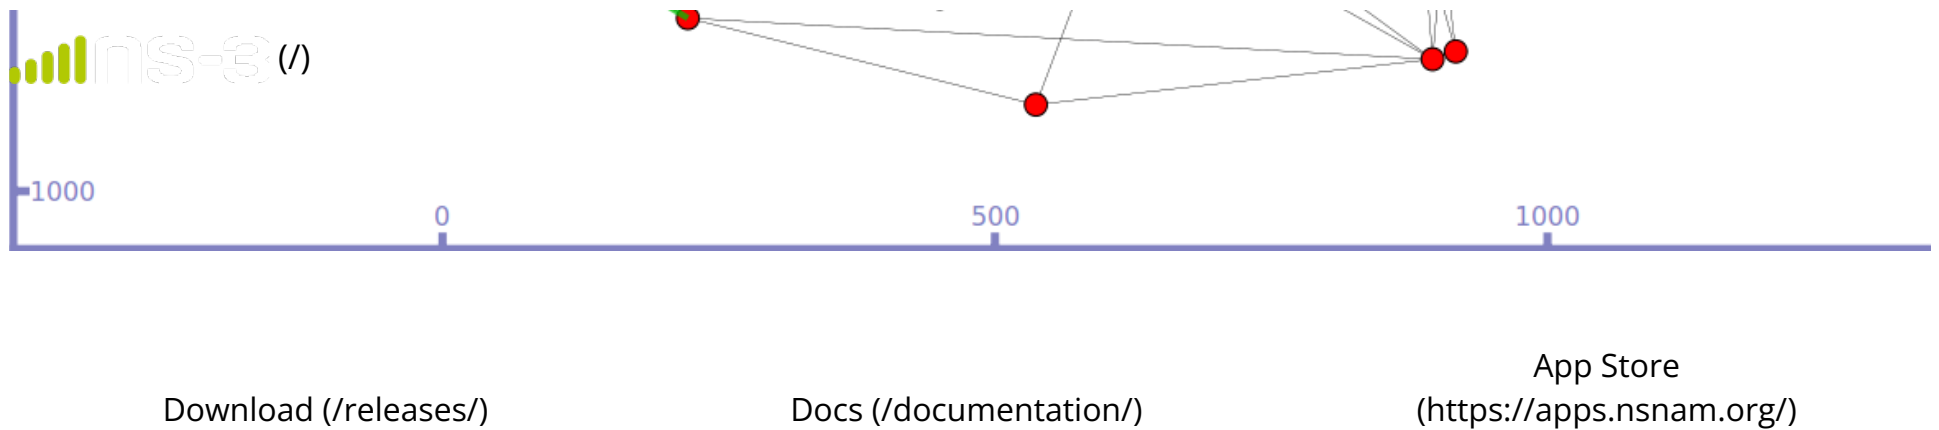 ns-3 (/)
1000
0 500 1000
App Store
Download (/releases/) Docs (/documentation/) (https://apps.nsnam.org/)